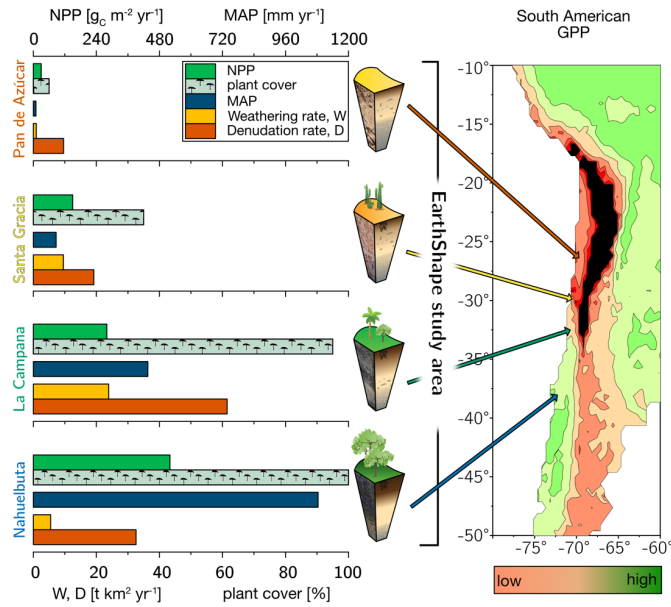 NPP [g_C m⁻² yr⁻¹] MAP [mm yr⁻¹]
0 240 480 720 960 1200
South American
GPP
Pan de Azúcar
NPP
plant cover
MAP
Weathering rate, W
Denudation rate, D
Santa Gracia
La Campana
Nahuelbuta
EarthShape study area
0 20 40 60 80 100
W, D [t km² yr⁻¹] plant cover [%]
-10°
-15°
-20°
-25°
-30°
-35°
-40°
-45°
-50°
-75° -70° -65° -60°
low high